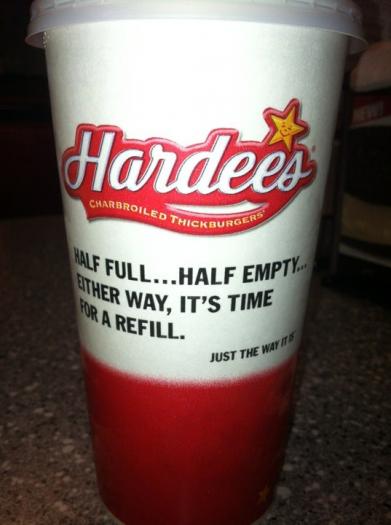 Hardee's
CHARBROILED THICKBURGERS
HALF FULL...HALF EMPTY...
EITHER WAY, IT'S TIME
FOR A REFILL.
JUST THE WAY IT IS